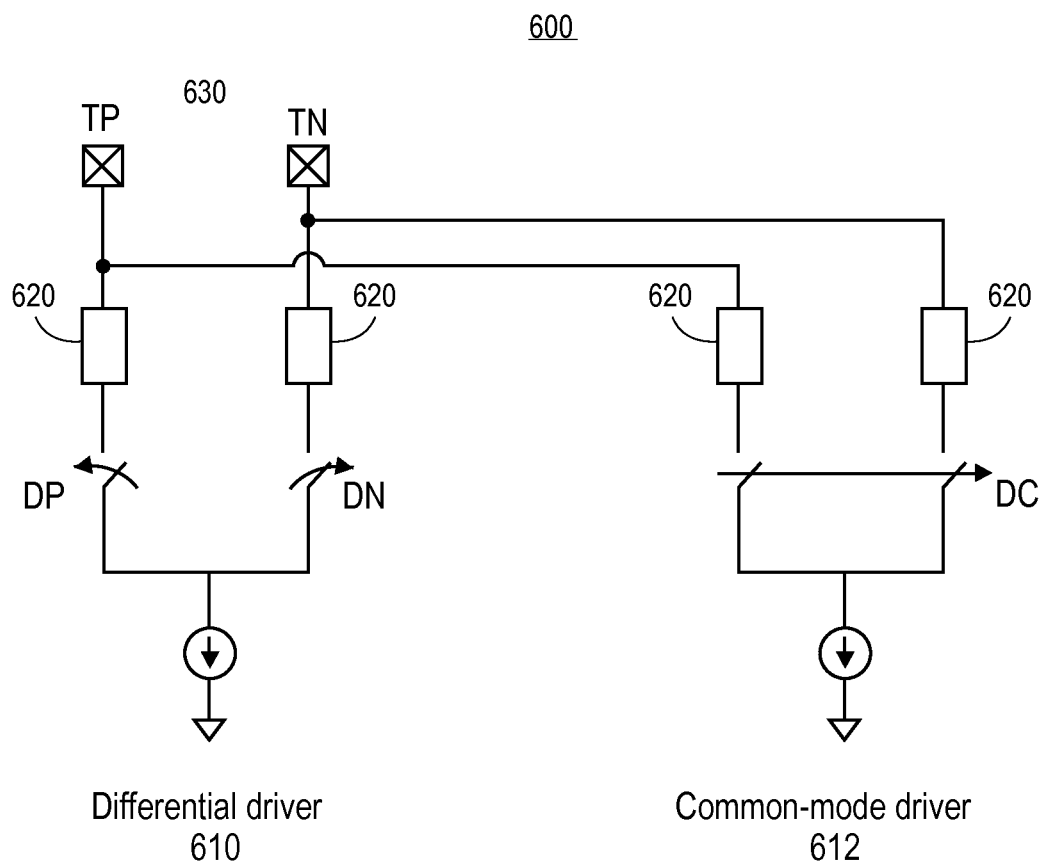 600
630
TP
TN
620
620
620
620
DP
DN
DC
Differential driver
610
Common-mode driver
612